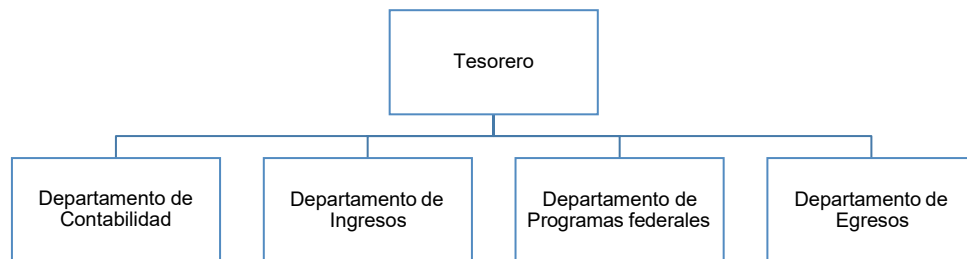 Tesorero
Departamento de
Contabilidad
Departamento de
Ingresos
Departamento de
Programas federales
Departamento de
Egresos